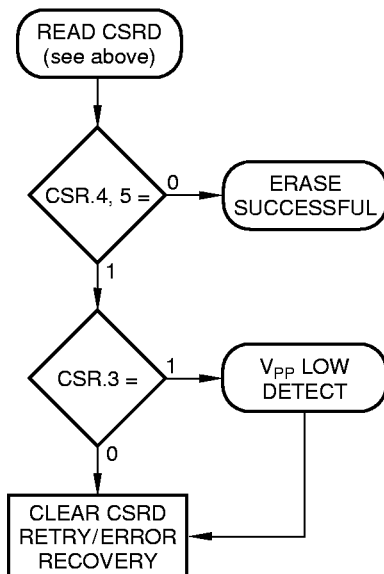 READ CSRD
(see above)
CSR.4, 5 =
0
ERASE
SUCCESSFUL
1
CSR.3 =
1
VPP LOW
DETECT
0
CLEAR CSRD
RETRY/ERROR
RECOVERY